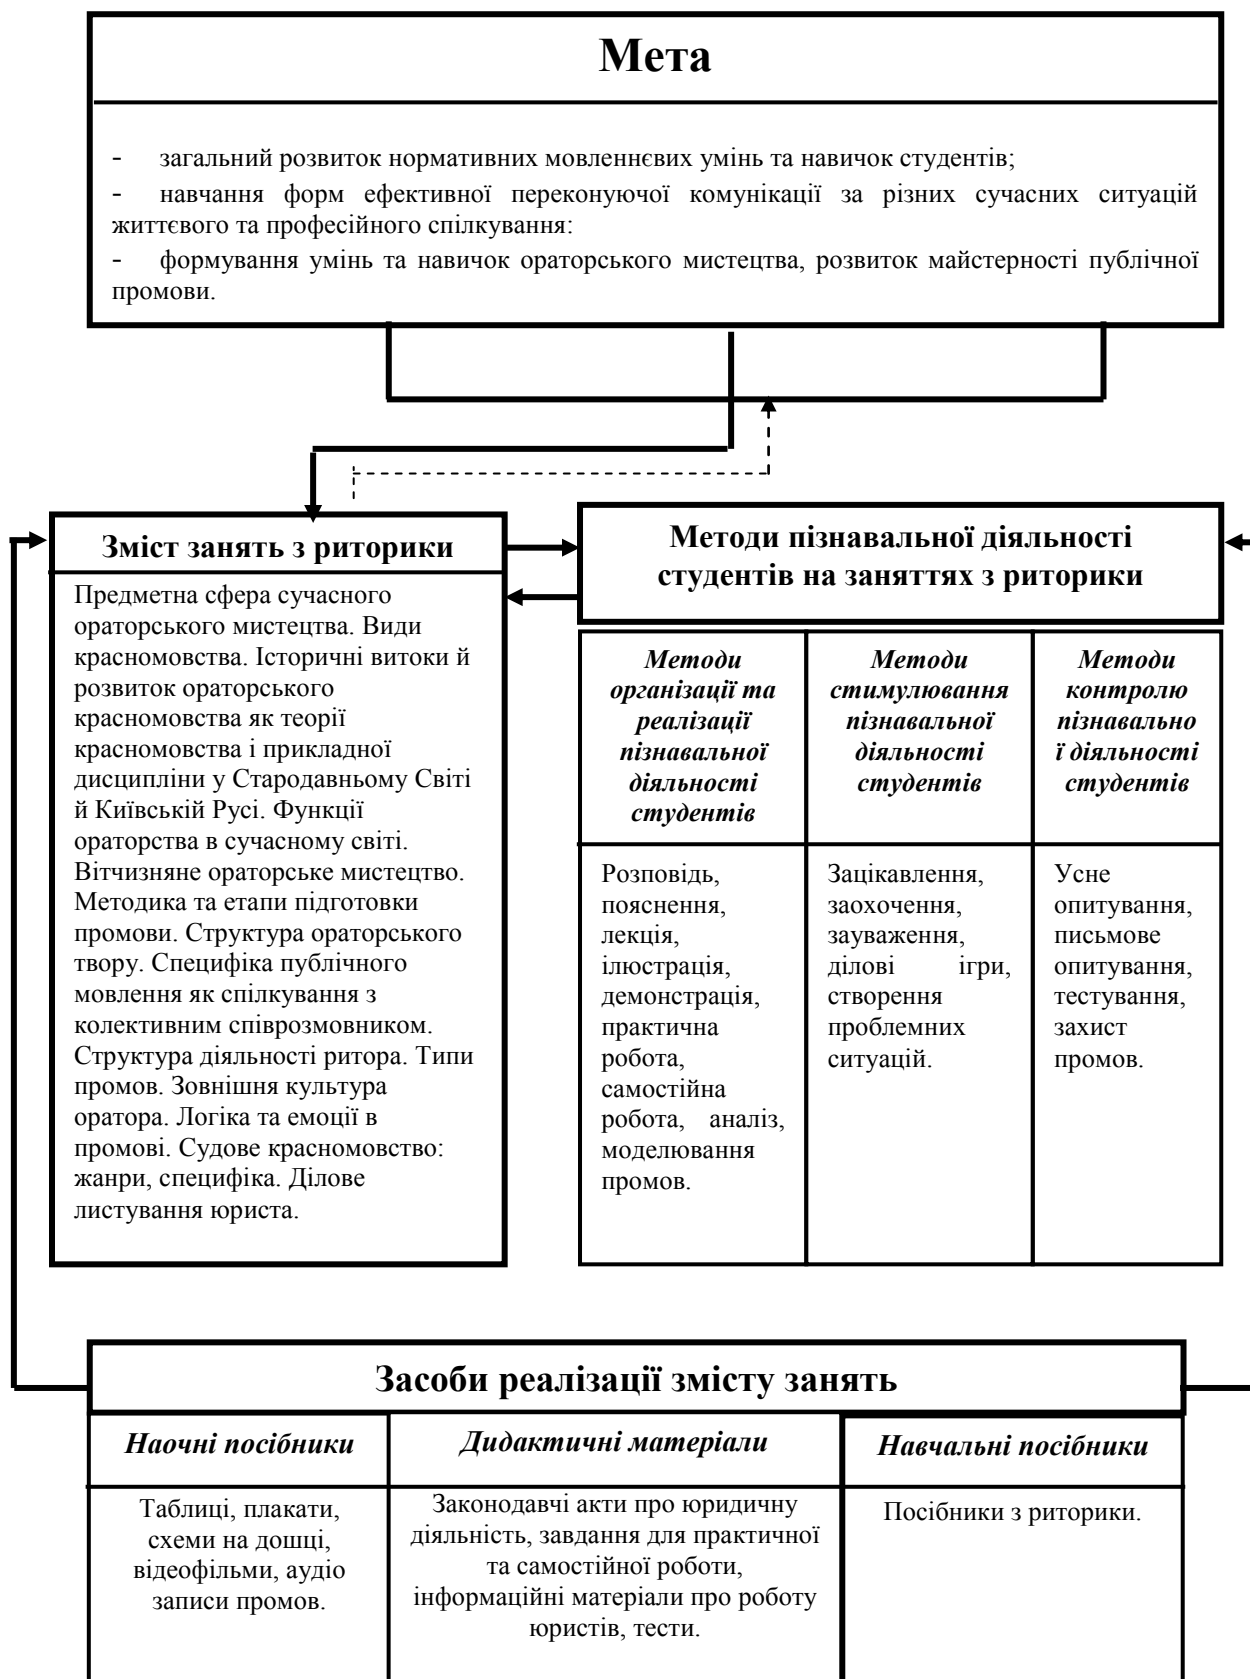 Мета
- загальний розвиток нормативних мовленнєвих умінь та навичок студентів;
- навчання форм ефективної переконуючої комунікації за різних сучасних ситуацій
життєвого та професійного спілкування:
- формування умінь та навичок ораторського мистецтва, розвиток майстерності публічної
промови.
Зміст занять з риторики
Предметна сфера сучасного
ораторського мистецтва. Види
красномовства. Історичні витоки й
розвиток ораторського
красномовства як теорії
красномовства і прикладної
дисципліни у Стародавньому Світі
й Київській Русі. Функції
ораторства в сучасному світі.
Вітчизняне ораторське мистецтво.
Методика та етапи підготовки
промови. Структура ораторського
твору. Специфіка публічного
мовлення як спілкування з
колективним співрозмовником.
Структура діяльності ритора. Типи
промов. Зовнішня культура
оратора. Логіка та емоції в
промові. Судове красномовство:
жанри, специфіка. Ділове
листування юриста.
Методи пізнавальної діяльності
студентів на заняттях з риторики
Методи
організації та
реалізації
пізнавальної
діяльності
студентів
Методи
стимулювання
пізнавальної
діяльності
студентів
Методи
контролю
пізнавально
ї діяльності
студентів
Розповідь,
пояснення,
лекція,
ілюстрація,
демонстрація,
практична
робота,
самостійна
робота, аналіз,
моделювання
промов.
Зацікавлення,
заохочення,
зауваження,
ділові ігри,
створення
проблемних
ситуацій.
Усне
опитування,
письмове
опитування,
тестування,
захист
промов.
Засоби реалізації змісту занять
Наочні посібники
Дидактичні матеріали
Навчальні посібники
Таблиці, плакати,
схеми на дошці,
відеофільми, аудіо
записи промов.
Законодавчі акти про юридичну
діяльність, завдання для практичної
та самостійної роботи,
інформаційні матеріали про роботу
юристів, тести.
Посібники з риторики.